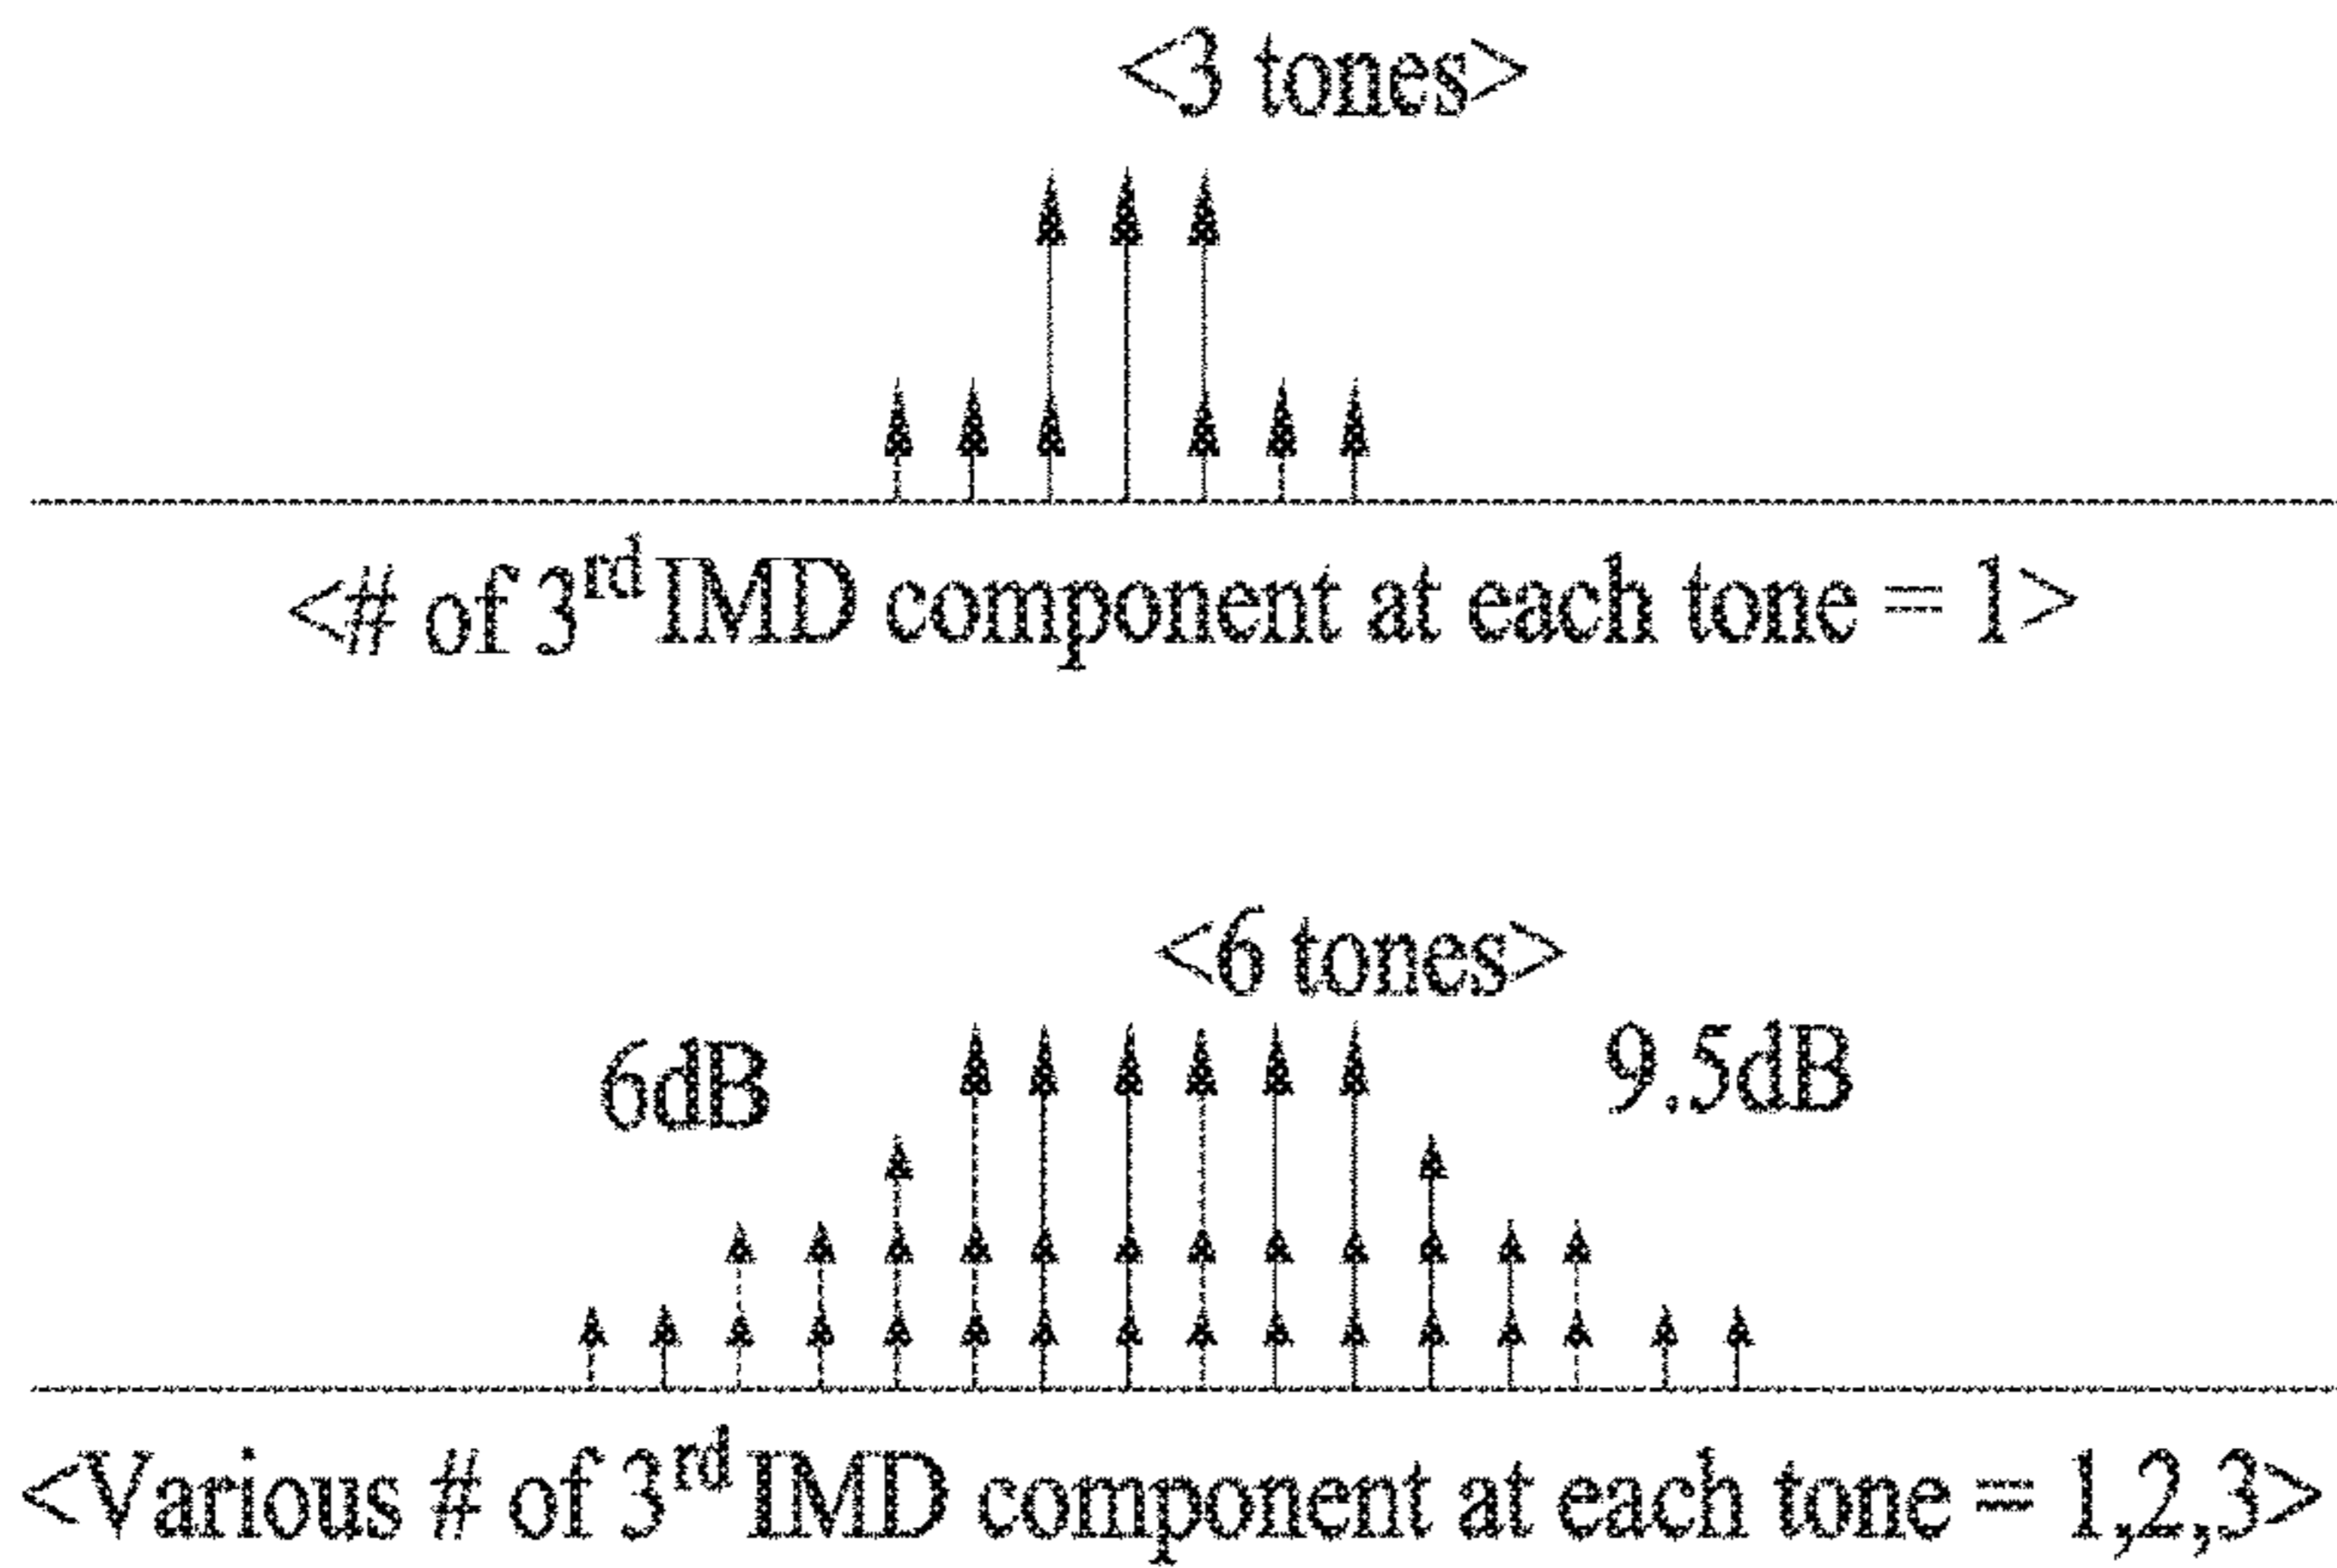 <3 tones>
<# of 3rd IMD component at each tone = 1>
<6 tones>
6dB
9.5dB
<Various # of 3rd IMD component at each tone = 1,2,3>